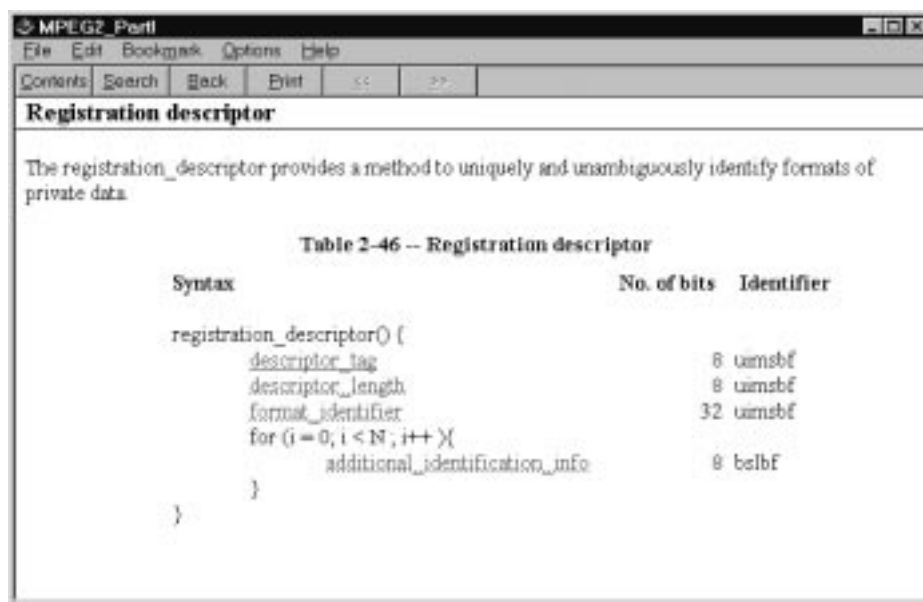 MPEG2_PartI
File Edit Bookmark Options Help
Contents Search Back Print << >>
Registration descriptor
The registration_descriptor provides a method to uniquely and unambiguously identify formats of
private data.
Table 2-46 -- Registration descriptor
Syntax No. of bits Identifier
registration_descriptor() {
descriptor_tag 8 uimsbf
descriptor_length 8 uimsbf
format_identifier 32 uimsbf
for (i = 0; i < N ; i++ ){
additional_identification_info 8 bslbf
}
}